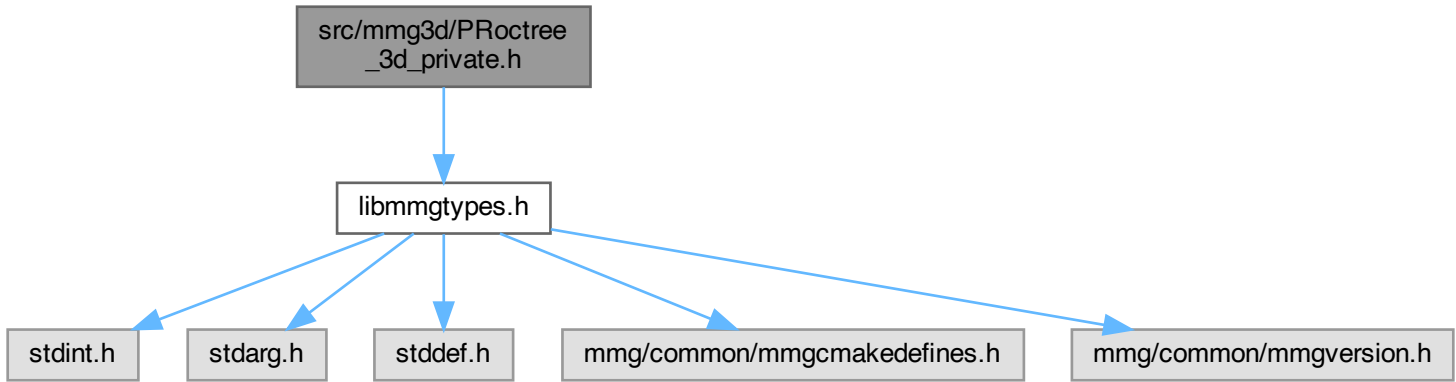 src/mmg3d/PRoctree
_3d_private.h
libmmgtypes.h
stdint.h
stdarg.h
stddef.h
mmg/common/mmgcmakedefines.h
mmg/common/mmgversion.h